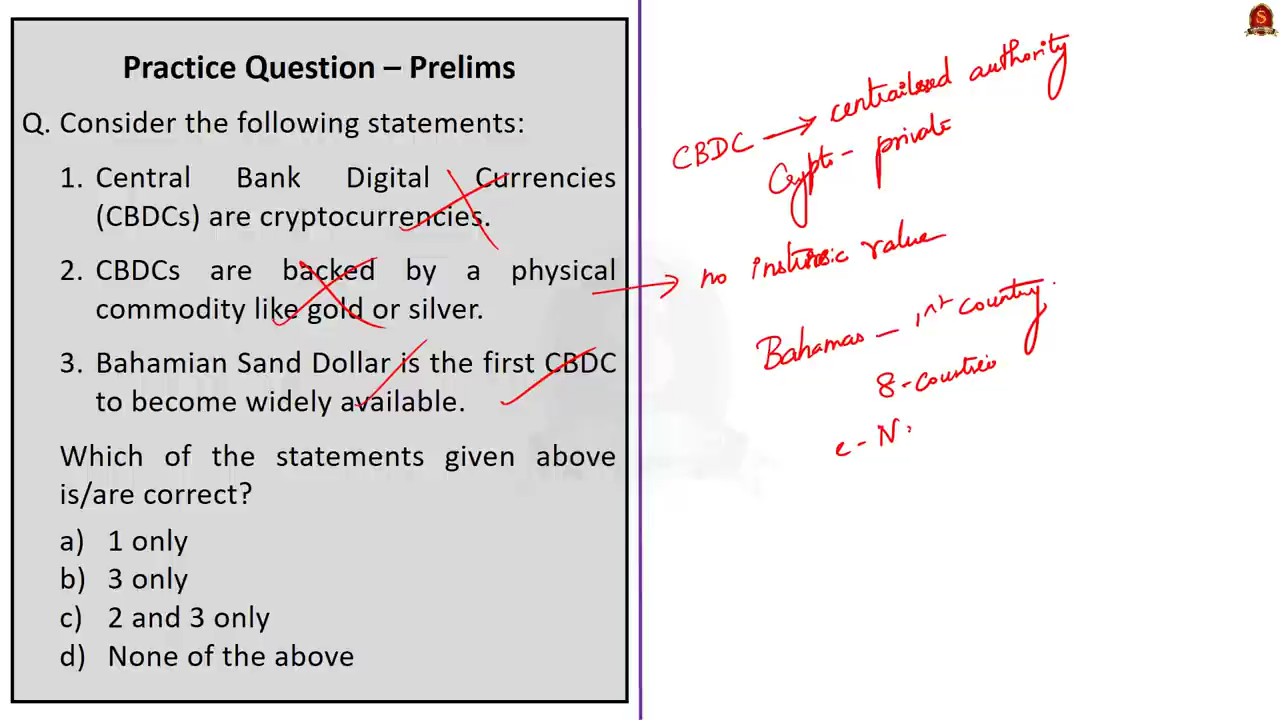 Practice Question – Prelims
Q. Consider the following statements:
1. Central Bank Digital Currencies
(CBDCs) are cryptocurrencies.
2. CBDCs are backed by a physical
commodity like gold or silver.
3. Bahamian Sand Dollar is the first CBDC
to become widely available.
Which of the statements given above
is/are correct?
a) 1 only
b) 3 only
c) 2 and 3 only
d) None of the above
CBDC → centralised authority
Crypto - private
→ no instrinsic value
Bahamas – 1st country
8-countries
e-N